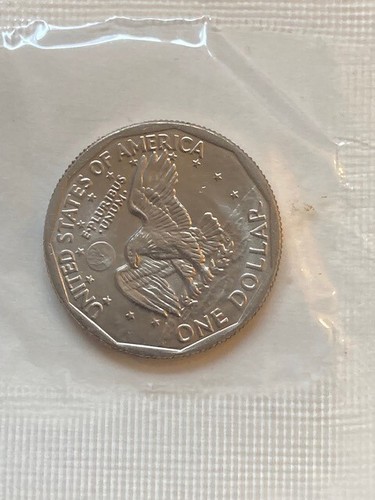 UNITED STATES OF AMERICA
E PLURIBUS
UNUM
ONE DOLLAR